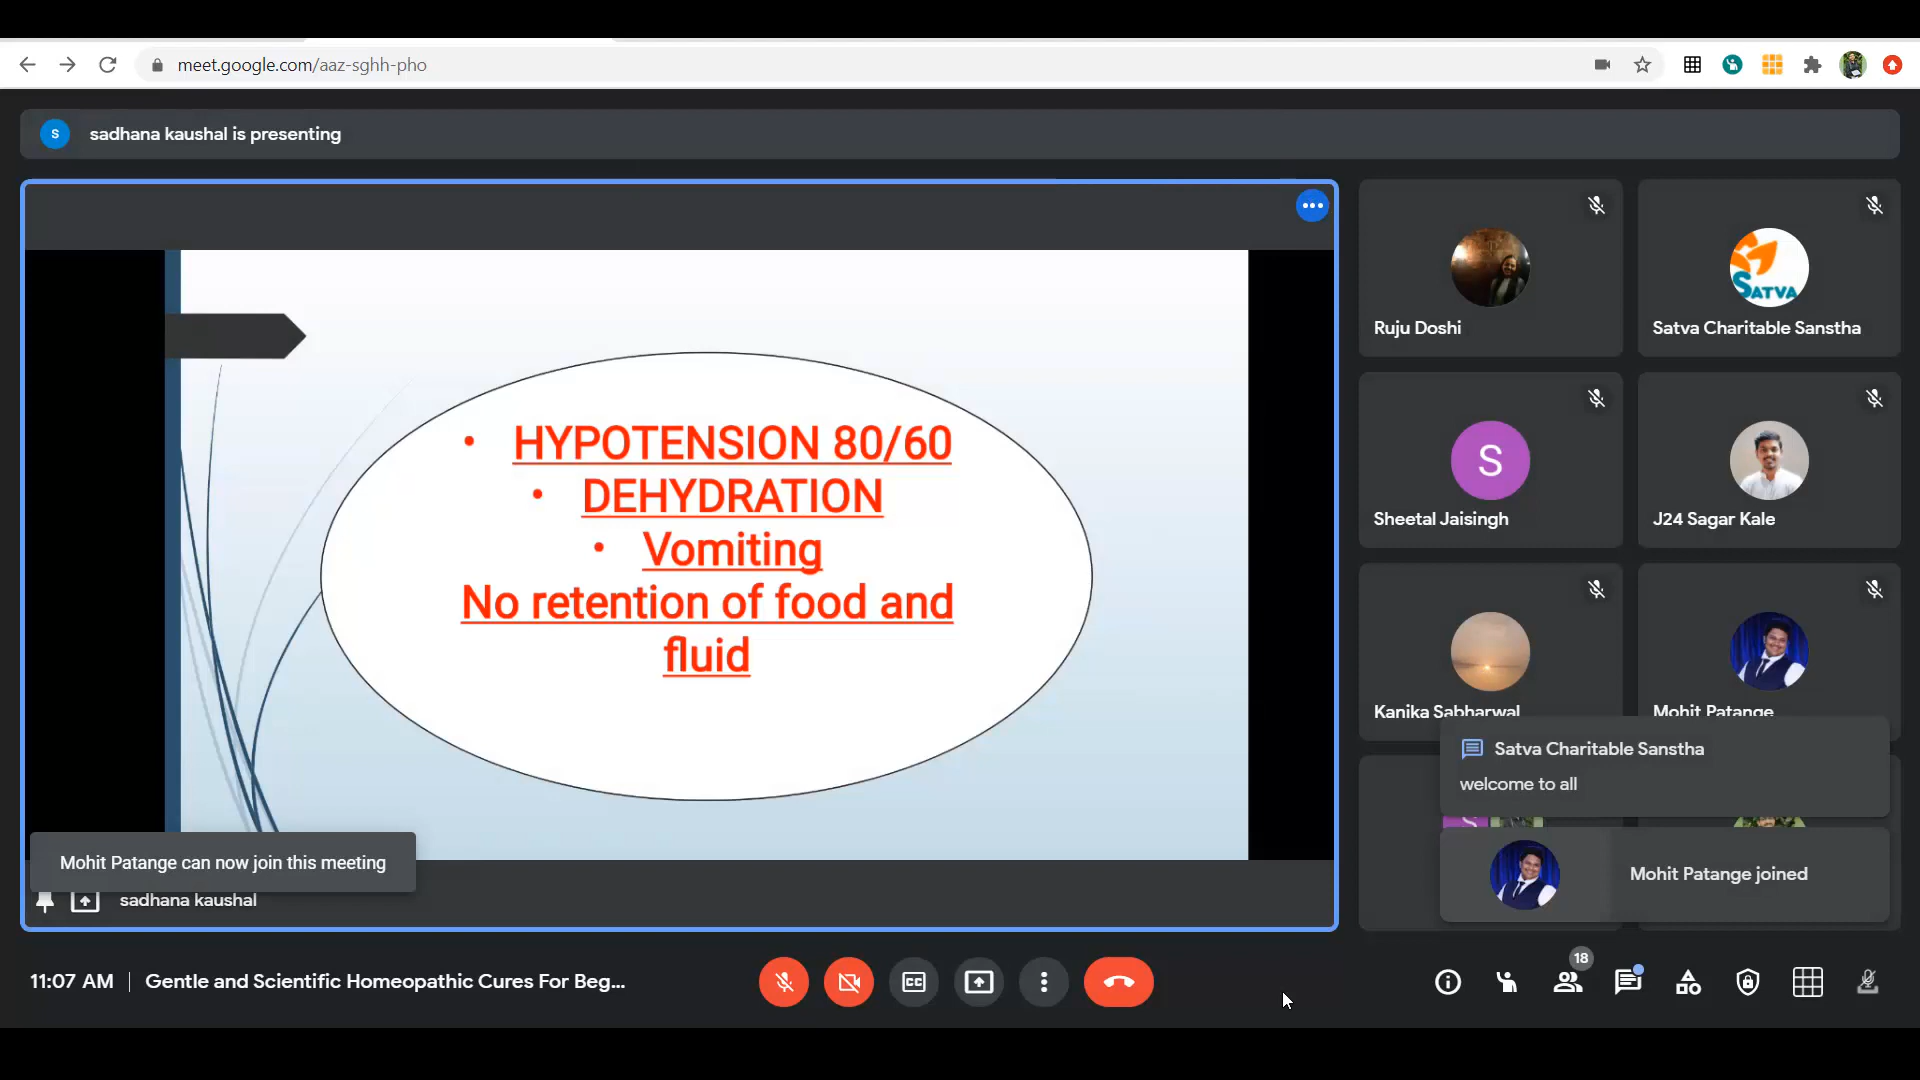 meet.google.com/aaz-sghh-pho
S
sadhana kaushal is presenting
• HYPOTENSION 80/60
• DEHYDRATION
• Vomiting
No retention of food and
fluid
Mohit Patange can now join this meeting
sadhana kaushal
Ruju Doshi
SATVA
Satva Charitable Sanstha
S
Sheetal Jaisingh
J24 Sagar Kale
Kanika Sabharwal
Mohit Patange
Satva Charitable Sanstha
welcome to all
Mohit Patange joined
11:07 AM
Gentle and Scientific Homeopathic Cures For Beg...
CC
18